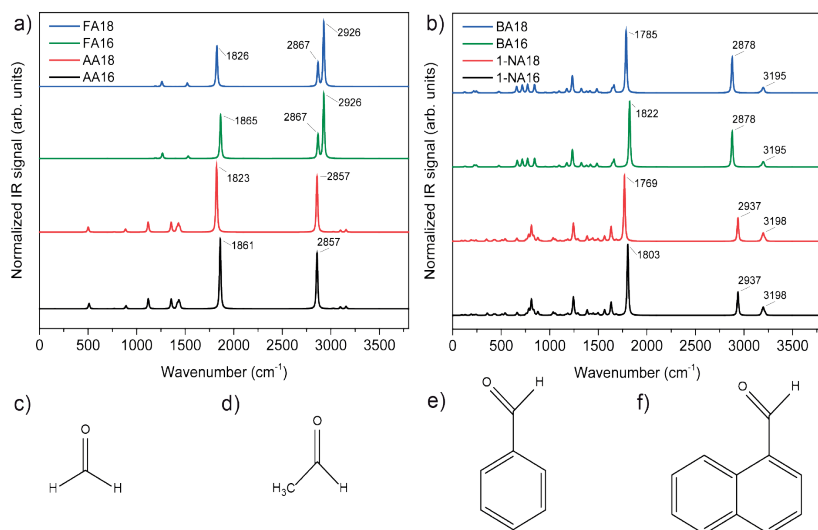 a)
FA18
FA16
AA18
AA16
1826
2867
2926
1865
2867
2926
1823
2857
1861
2857
Normalized IR signal (arb. units)
0 500 1000 1500 2000 2500 3000 3500
Wavenumber (cm⁻¹)
b)
BA18
BA16
1-NA18
1-NA16
1785
2878
3195
1822
2878
3195
1769
2937
3198
1803
2937
3198
Normalized IR signal (arb. units)
0 500 1000 1500 2000 2500 3000 3500
Wavenumber (cm⁻¹)
c)
O
H H
d)
O
H₃C H
e)
O H
f)
O H